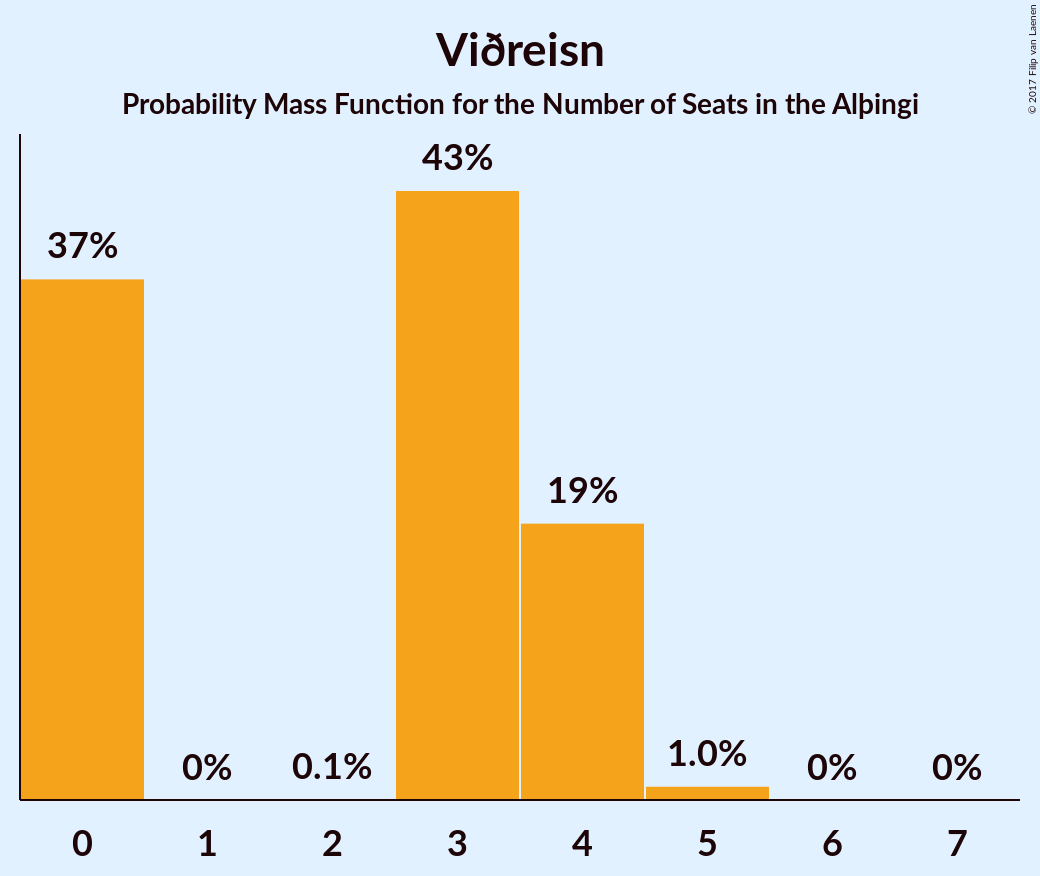 Viðreisn
Probability Mass Function for the Number of Seats in the Alþingi
© 2017 Filip van Laenen
43%
37%
19%
0%
0.1%
1.0%
0%
0%
0 1 2 3 4 5 6 7